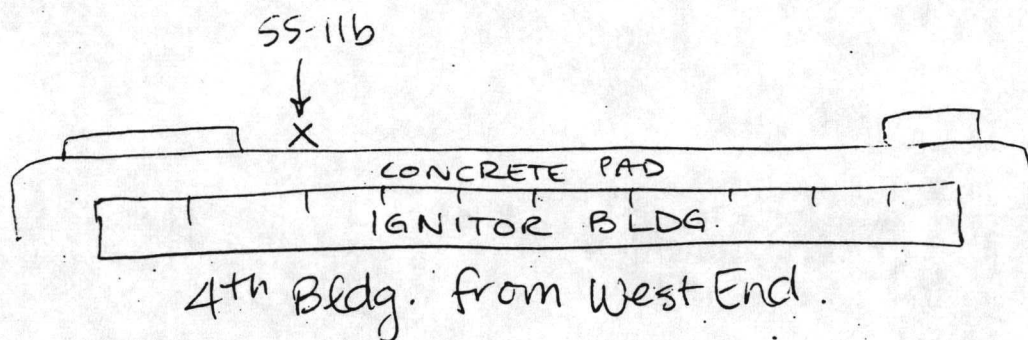 SS-11b
X
CONCRETE PAD
IGNITOR BLDG.
4th Bldg. from West End.